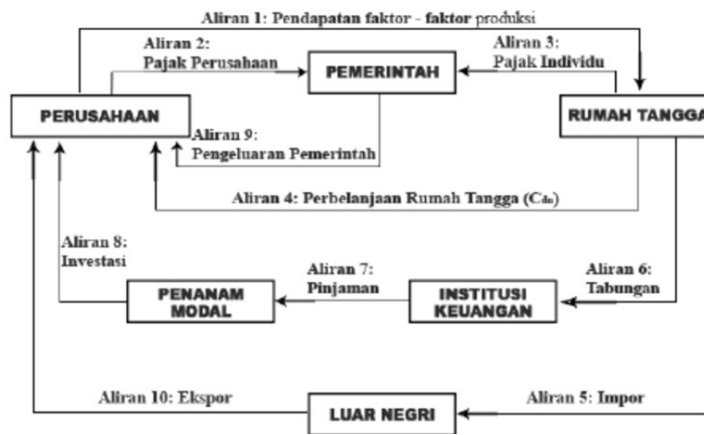 Aliran 1: Pendapatan faktor - faktor produksi
Aliran 2:
Pajak Perusahaan
PEMERINTAH
Aliran 3:
Pajak Individu
PERUSAHAAN
RUMAH TANGGA
Aliran 9:
Pengeluaran Pemerintah
Aliran 4: Perbelanjaan Rumah Tangga (Cdn)
Aliran 8:
Investasi
PENANAM
MODAL
Aliran 7:
Pinjaman
INSTITUSI
KEUANGAN
Aliran 6:
Tabungan
Aliran 10: Ekspor
LUAR NEGRI
Aliran 5: Impor